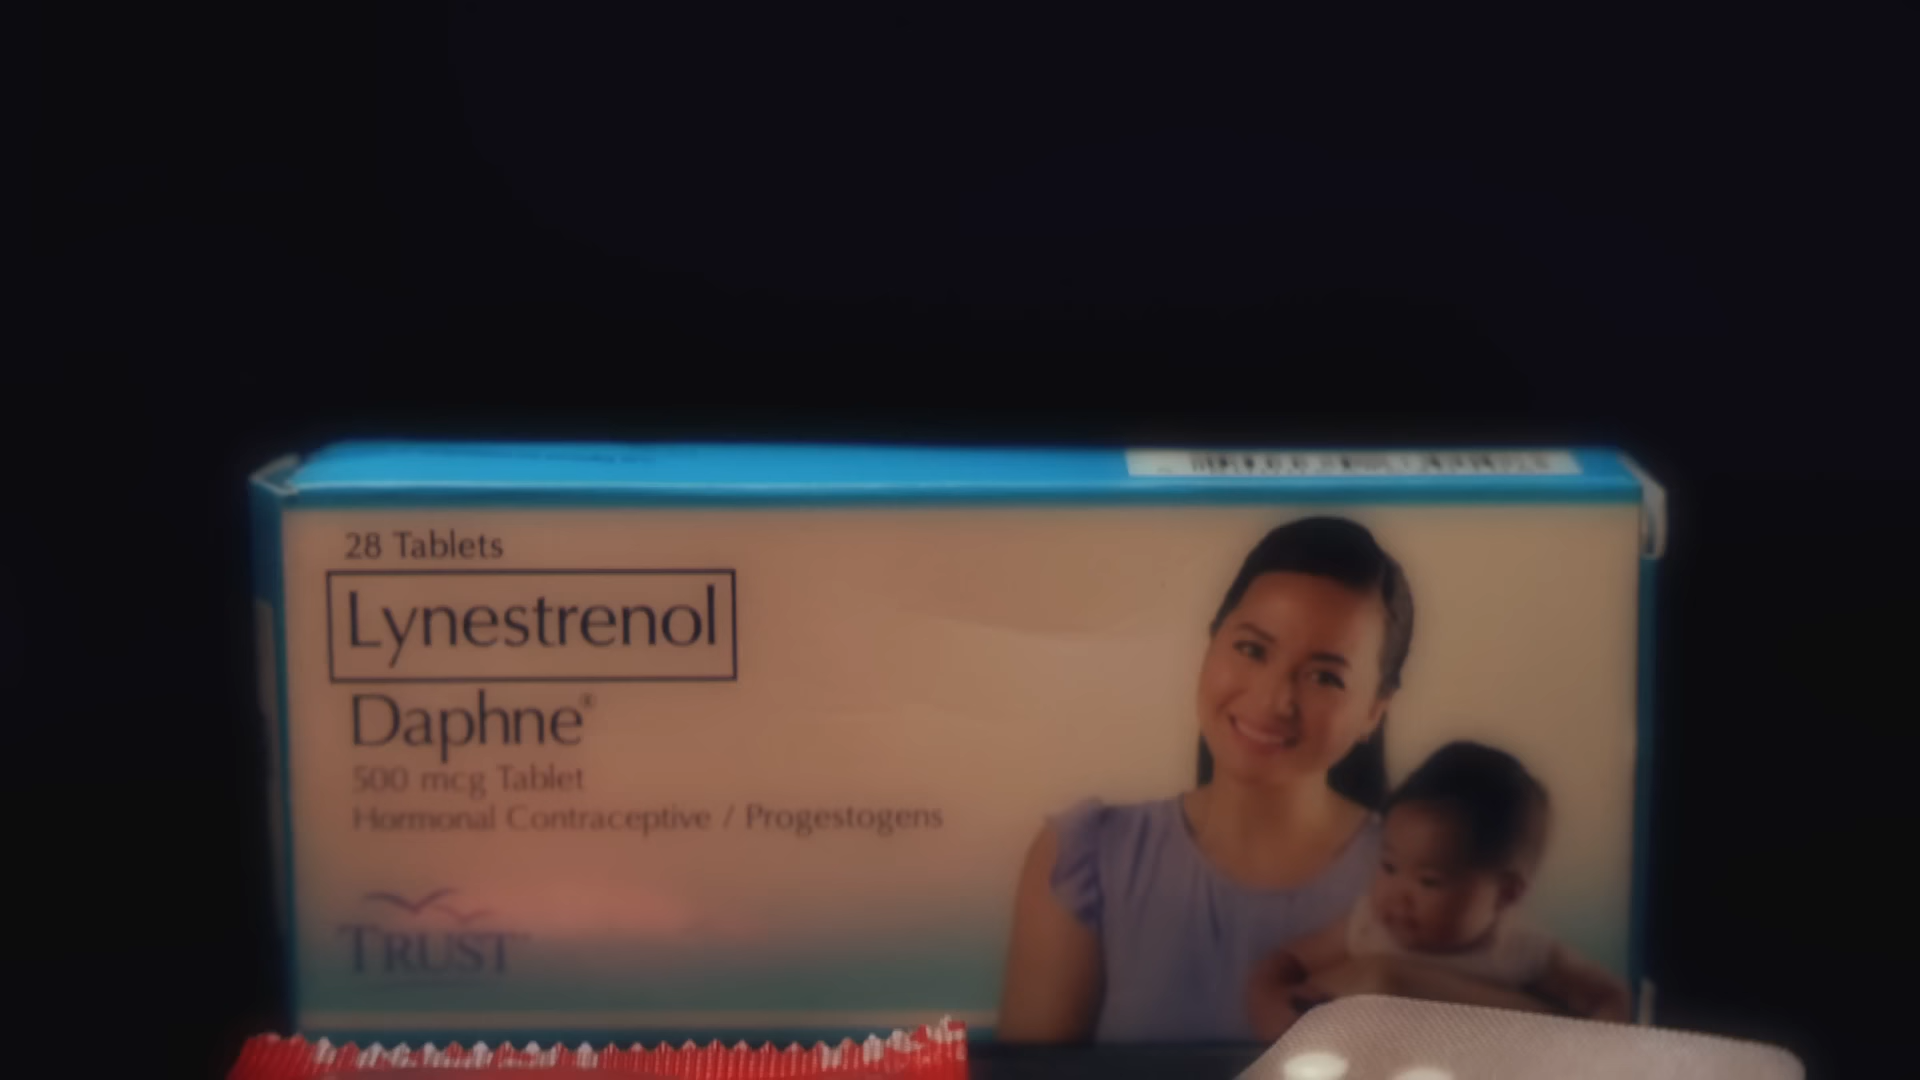 28 Tablets
Lynestrenol
Daphne®
500 mcg Tablet
Hormonal Contraceptive / Progestogens
TRUST